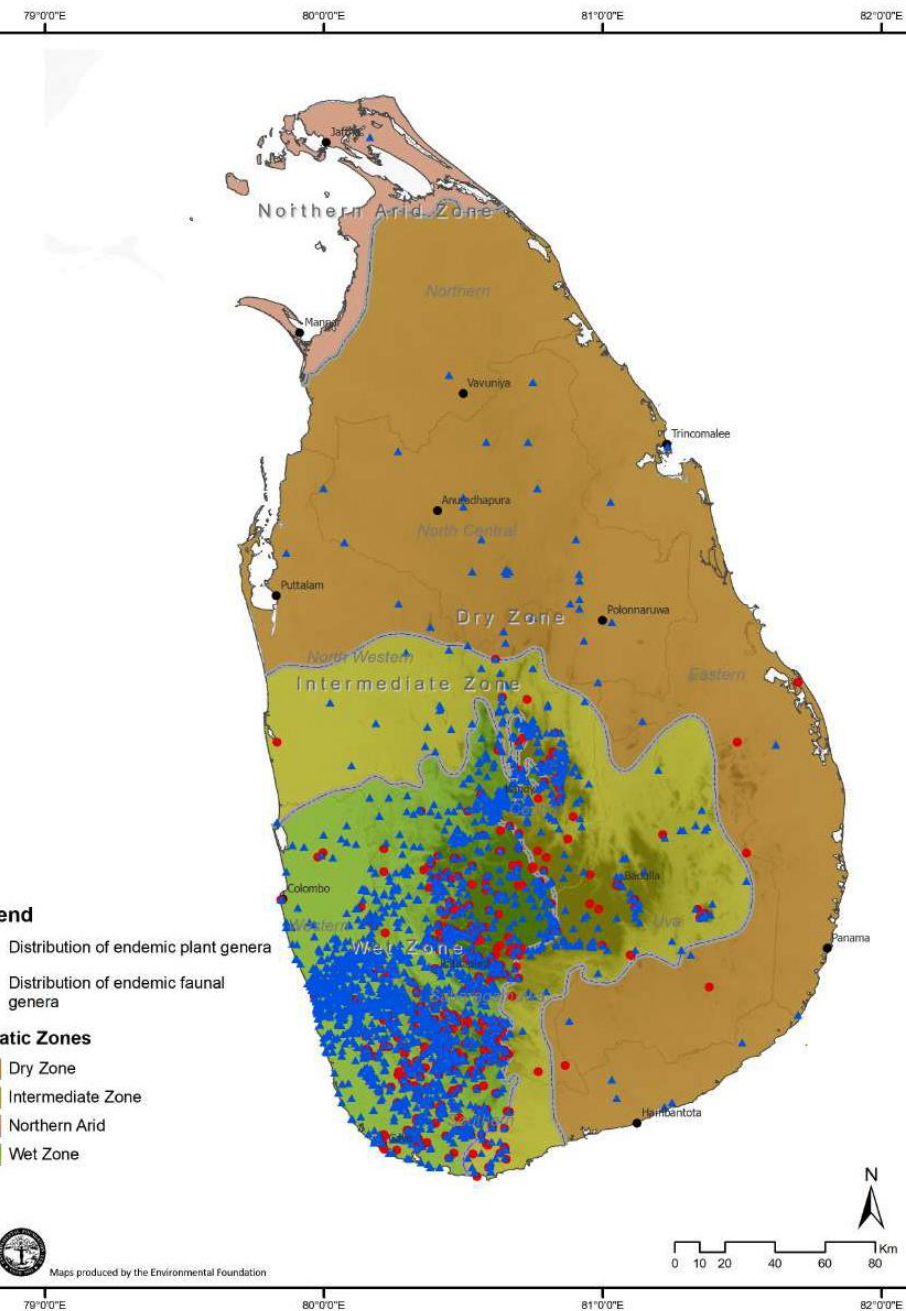 79°0'0"E 80°0'0"E 81°0'0"E 82°0'0"E
Jaffna
Northern Arid Zone
Northern
Mannar
Vavuniya
Trincomalee
Anuradhapura
North Central
Puttalam
Polonnaruwa
Dry Zone
North Western
Eastern
Intermediate Zone
Kandy
Badulla
Colombo
end
Western
Uva
Panama
Distribution of endemic plant genera
Wet Zone
Distribution of endemic faunal
genera
atic Zones
Dry Zone
Intermediate Zone
Northern Arid
Hambantota
Wet Zone
N
Km
0 10 20 40 60 80
Maps produced by the Environmental Foundation
79°0'0"E 80°0'0"E 81°0'0"E 82°0'0"E